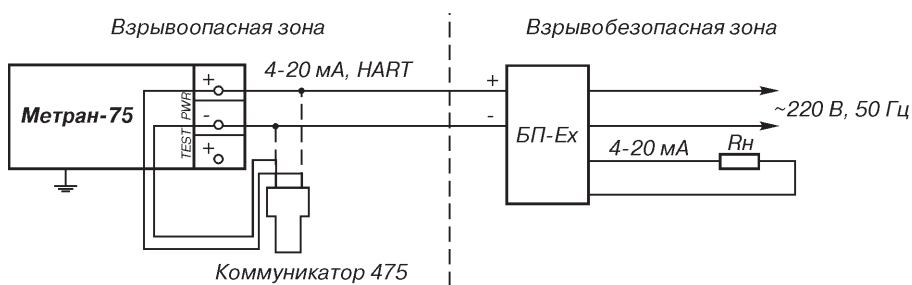 Взрывоопасная зона
Взрывобезопасная зона
4-20 мА, HART
Метран-75
PWR
TEST
+
-
+
+
-
БП-Ех
~220 В, 50 Гц
4-20 мА
Rн
Коммуникатор 475